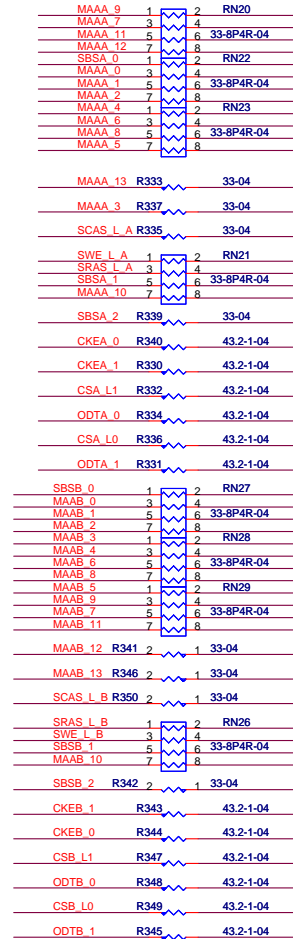 MAAA_9 1 2 RN20
MAAA_7 3 4
MAAA_11 5 6 33-8P4R-04
MAAA_12 7 8
SBSA_0 1 2 RN22
MAAA_0 3 4
MAAA_1 5 6 33-8P4R-04
MAAA_2 7 8
MAAA_4 1 2 RN23
MAAA_6 3 4
MAAA_8 5 6 33-8P4R-04
MAAA_5 7 8
MAAA_13 R333 33-04
MAAA_3 R337 33-04
SCAS_L_A R335 33-04
SWE_L_A 1 2 RN21
SRAS_L_A 3 4
SBSA_1 5 6 33-8P4R-04
MAAA_10 7 8
SBSA_2 R339 33-04
CKEA_0 R340 43.2-1-04
CKEA_1 R330 43.2-1-04
CSA_L1 R332 43.2-1-04
ODTA_0 R334 43.2-1-04
CSA_L0 R336 43.2-1-04
ODTA_1 R331 43.2-1-04
SBSB_0 1 2 RN27
MAAB_0 3 4
MAAB_1 5 6 33-8P4R-04
MAAB_2 7 8
MAAB_3 1 2 RN28
MAAB_4 3 4
MAAB_6 5 6 33-8P4R-04
MAAB_8 7 8
MAAB_5 1 2 RN29
MAAB_9 3 4
MAAB_7 5 6 33-8P4R-04
MAAB_11 7 8
MAAB_12 R341 2 1 33-04
MAAB_13 R346 2 1 33-04
SCAS_L_B R350 2 1 33-04
SRAS_L_B 1 2 RN26
SWE_L_B 3 4
SBSB_1 5 6 33-8P4R-04
MAAB_10 7 8
SBSB_2 R342 2 1 33-04
CKEB_1 R343 43.2-1-04
CKEB_0 R344 43.2-1-04
CSB_L1 R347 43.2-1-04
ODTB_0 R348 43.2-1-04
CSB_L0 R349 43.2-1-04
ODTB_1 R345 43.2-1-04